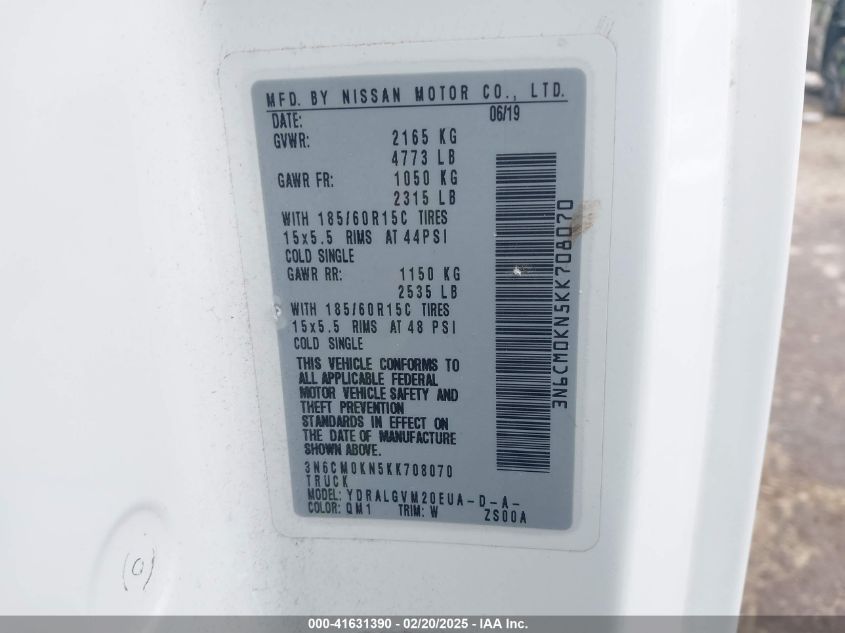 MFD. BY NISSAN MOTOR CO., LTD.
DATE: 06/19
GVWR: 2165 KG
4773 LB
GAWR FR: 1050 KG
2315 LB
WITH 185/60R15C TIRES
15x5.5 RIMS AT 44PSI
COLD SINGLE
GAWR RR: 1150 KG
2535 LB
WITH 185/60R15C TIRES
15x5.5 RIMS AT 48 PSI
COLD SINGLE
THIS VEHICLE CONFORMS TO
ALL APPLICABLE FEDERAL
MOTOR VEHICLE SAFETY AND
THEFT PREVENTION
STANDARDS IN EFFECT ON
THE DATE OF MANUFACTURE
SHOWN ABOVE.
3N6CM0KN5KK708070
TRUCK
MODEL: YDRALGVM20EUA-D-A-
COLOR: QM1 TRIM: W ZS00A
3N6CM0KN5KK708070
(0)
000-41631390 - 02/20/2025 - IAA Inc.